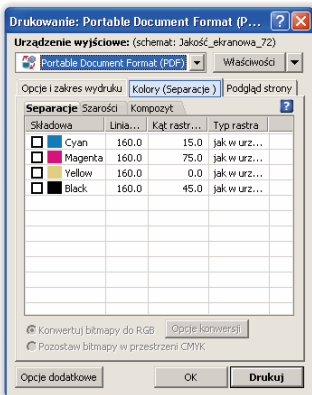 Drukowanie: Portable Document Format (P...
Urządzenie wyjściowe: (schemat: Jakość_ekranowa_72)
Portable Document Format (PDF) Właściwości
Opcje i zakres wydruku Kolory (Separacje ) Podgląd strony
Separacje Szarości Kompozyt
Składowa Linia... Kąt rastr... Typ rastra
Cyan 160.0 15.0 jak w urz...
Magenta 160.0 75.0 jak w urz...
Yellow 160.0 0.0 jak w urz...
Black 160.0 45.0 jak w urz...
Konwertuj bitmapy do RGB Opcje konwersji
Pozostaw bitmapy w przestrzeni CMYK
Opcje dodatkowe OK Drukuj